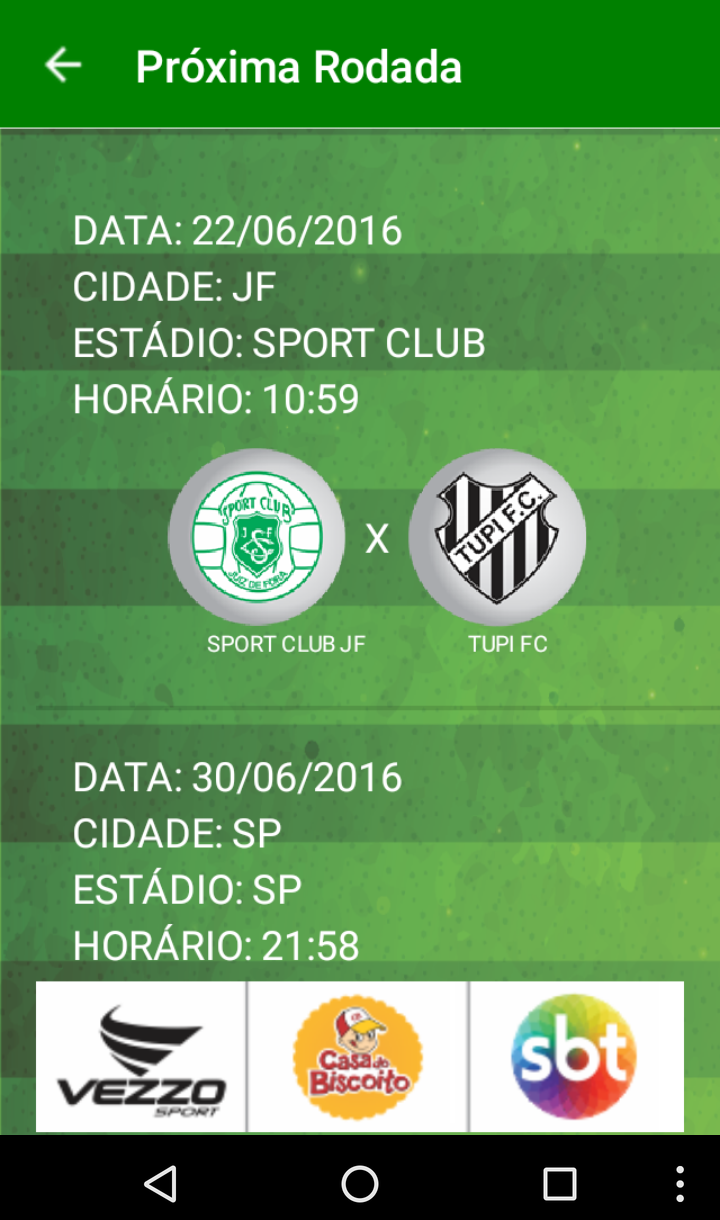 Próxima Rodada
DATA: 22/06/2016
CIDADE: JF
ESTÁDIO: SPORT CLUB
HORÁRIO: 10:59
SPORT CLUB
J F
JUIZ DE FORA
X
TUPI F.C.
SPORT CLUB JF
TUPI FC
DATA: 30/06/2016
CIDADE: SP
ESTÁDIO: SP
HORÁRIO: 21:58
VEZZO
SPORT
Casa do
Biscoito
sbt